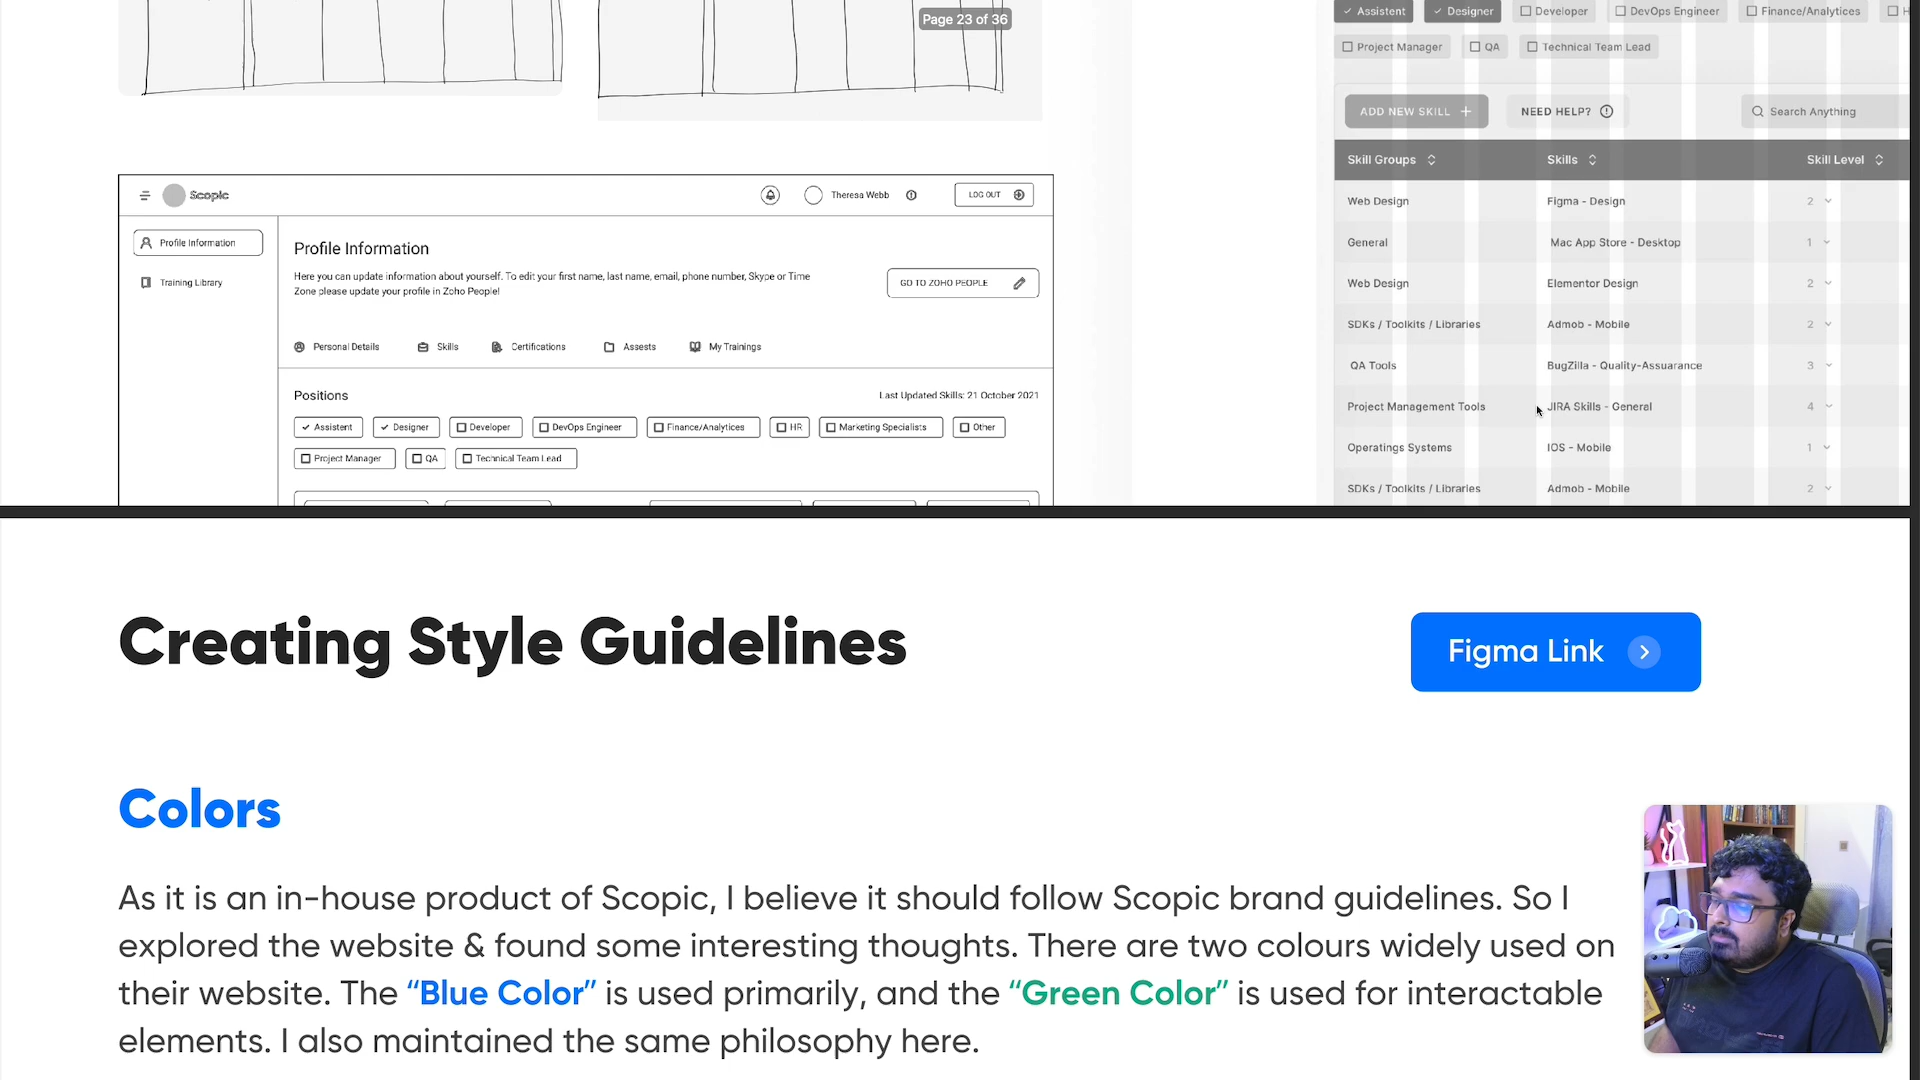 Page 23 of 36
Scopic
Theresa Webb
LOG OUT
Profile Information
Training Library
Profile Information
Here you can update information about yourself. To edit your first name, last name, email, phone number, Skype or Time
Zone please update your profile in Zoho People!
GO TO ZOHO PEOPLE
Personal Details
Skills
Certifications
Assests
My Trainings
Positions
Last Updated Skills: 21 October 2021
Assistent
Designer
Developer
DevOps Engineer
Finance/Analytices
HR
Marketing Specialists
Other
Project Manager
QA
Technical Team Lead
Assistent
Designer
Developer
DevOps Engineer
Finance/Analytices
H
Project Manager
QA
Technical Team Lead
ADD NEW SKILL +
NEED HELP?
Search Anything
Skill Groups
Skills
Skill Level
Web Design
Figma - Design
2
General
Mac App Store - Desktop
1
Web Design
Elementor Design
2
SDKs / Toolkits / Libraries
Admob - Mobile
2
QA Tools
BugZilla - Quality-Assuarance
3
Project Management Tools
JIRA Skills - General
4
Operatings Systems
IOS - Mobile
1
SDKs / Toolkits / Libraries
Admob - Mobile
2
Creating Style Guidelines
Figma Link
Colors
As it is an in-house product of Scopic, I believe it should follow Scopic brand guidelines. So I
explored the website & found some interesting thoughts. There are two colours widely used on
their website. The “Blue Color” is used primarily, and the “Green Color” is used for interactable
elements. I also maintained the same philosophy here.